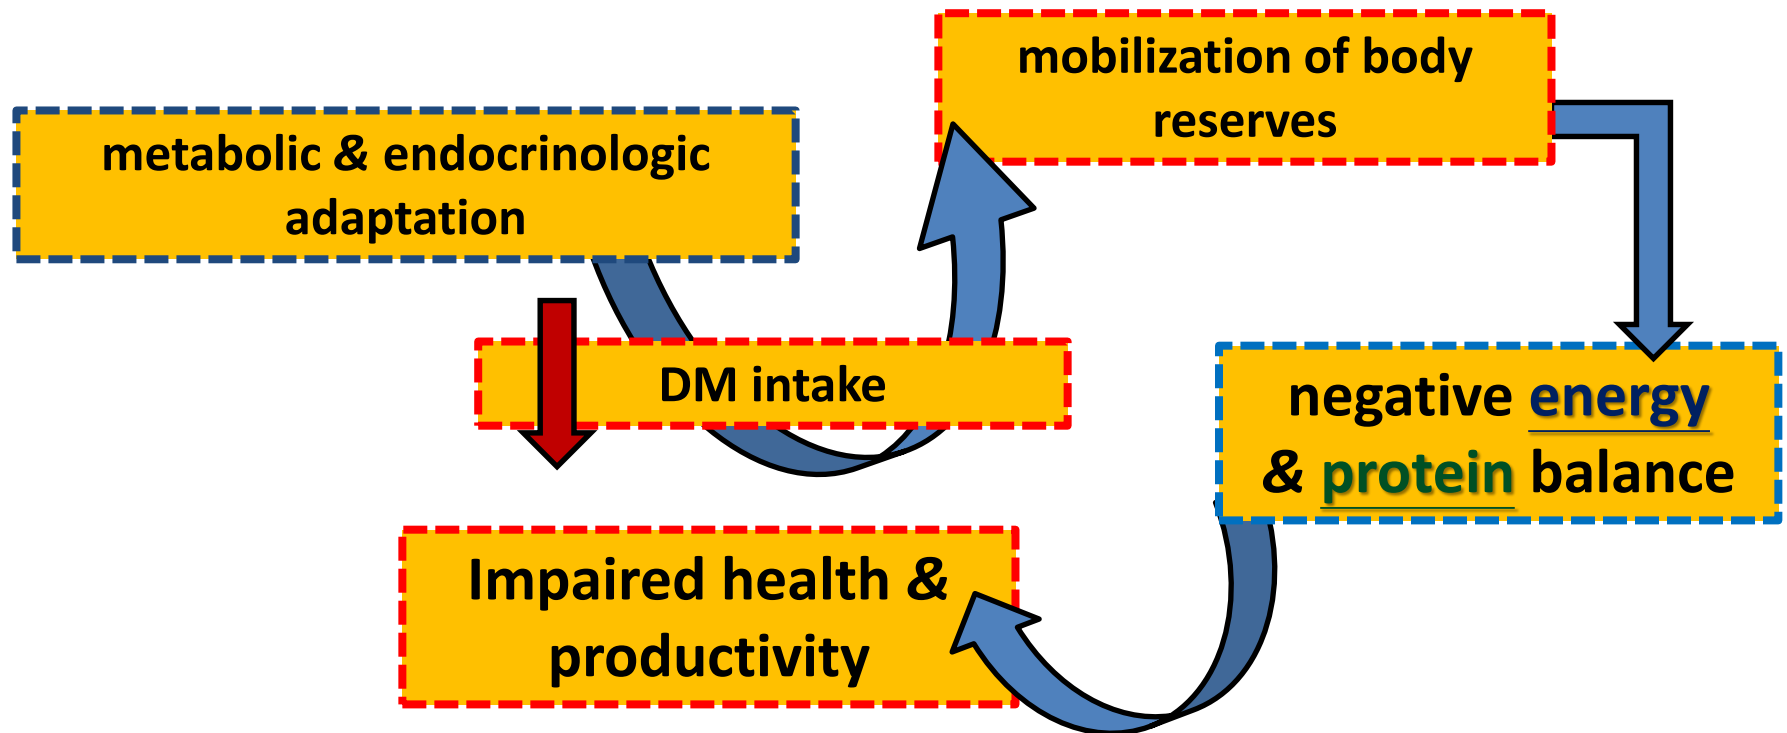 mobilization of body
reserves
metabolic & endocrinologic
adaptation
DM intake
negative energy
& protein balance
Impaired health &
productivity